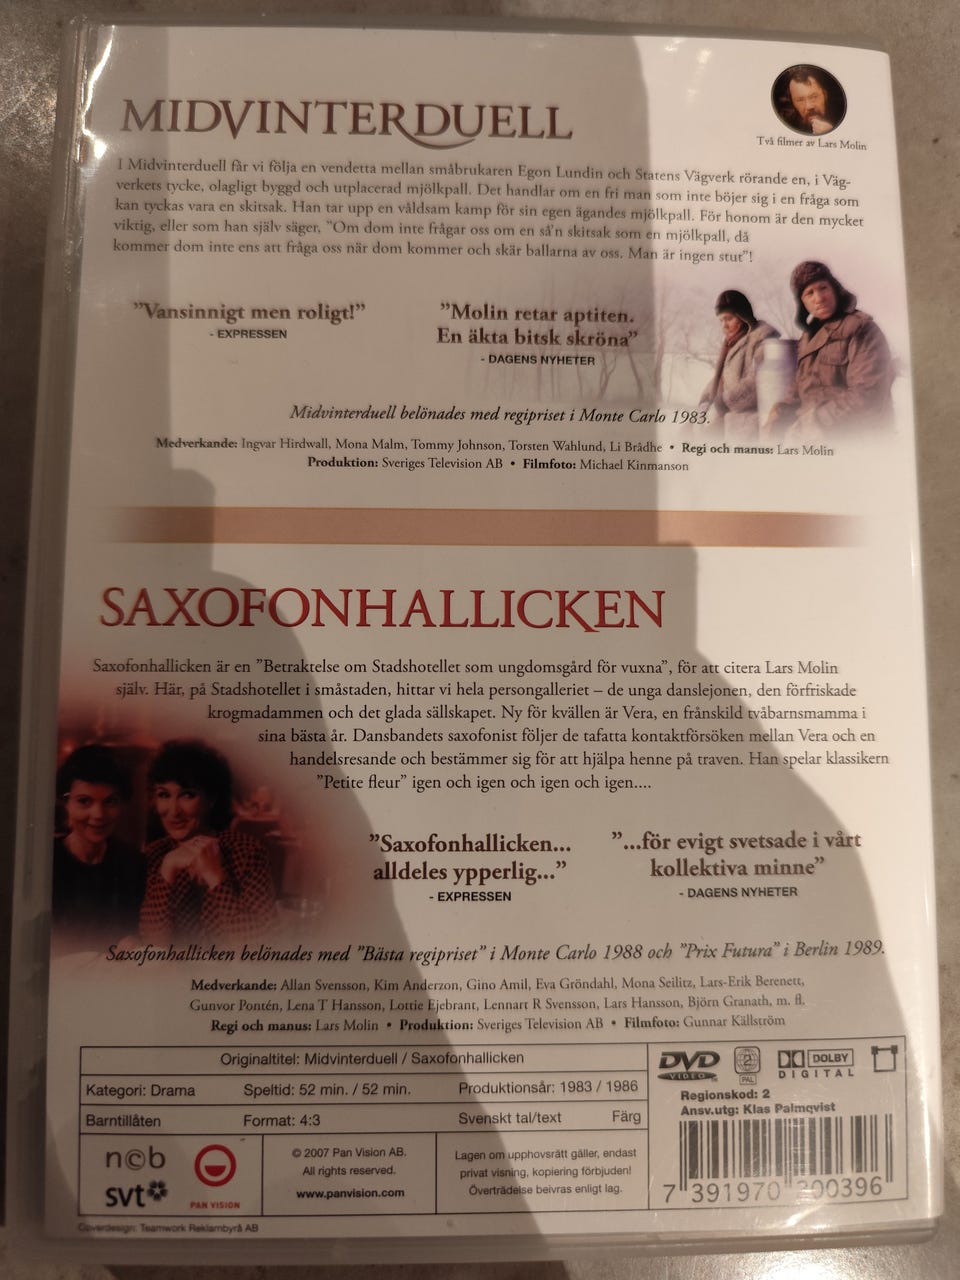 MIDVINTERDUELL
Två filmer av Lars Molin
I Midvinterduell får vi följa en vendetta mellan småbrukaren Egon Lundin och Statens Vägverk rörande en, i Väg-
verkets tycke, olagligt byggd och utplacerad mjölkpall. Det handlar om en fri man som inte böjer sig i en fråga som
kan tyckas vara en skitsak. Han tar upp en våldsam kamp för sin egen ägandes mjölkpall. För honom är den mycket
viktig, eller som han själv säger, ”Om dom inte frågar oss om en så’n skitsak som en mjölkpall, då
kommer dom inte ens att fråga oss när dom kommer och skär ballarna av oss. Man är ingen stut”!
”Vansinnigt men roligt!”
- EXPRESSEN
”Molin retar aptiten.
En äkta bitsk skröna”
- DAGENS NYHETER
Midvinterduell belönades med regipriset i Monte Carlo 1983.
Medverkande: Ingvar Hirdwall, Mona Malm, Tommy Johnson, Torsten Wahlund, Li Brådhe • Regi och manus: Lars Molin
Produktion: Sveriges Television AB • Filmfoto: Michael Kinmanson
SAXOFONHALLICKEN
Saxofonhallicken är en ”Betraktelse om Stadshotellet som ungdomsgård för vuxna”, för att citera Lars Molin
själv. Här, på Stadshotellet i småstaden, hittar vi hela persongalleriet – de unga danslejonen, den förfriskade
krogmadammen och det glada sällskapet. Ny för kvällen är Vera, en frånskild tvåbarnsmamma i
sina bästa år. Dansbandets saxofonist följer de tafatta kontaktförsöken mellan Vera och en
handelsresande och bestämmer sig för att hjälpa henne på traven. Han spelar klassikern
”Petite fleur” igen och igen och igen och igen....
”Saxofonhallicken...
alldeles ypperlig...”
- EXPRESSEN
”...för evigt svetsade i vårt
kollektiva minne”
- DAGENS NYHETER
Saxofonhallicken belönades med ”Bästa regipriset” i Monte Carlo 1988 och ”Prix Futura” i Berlin 1989.
Medverkande: Allan Svensson, Kim Anderzon, Gino Amil, Eva Gröndahl, Mona Seilitz, Lars-Erik Berenett,
Gunvor Pontén, Lena T Hansson, Lottie Ejebrant, Lennart R Svensson, Lars Hansson, Björn Granath, m. fl.
Regi och manus: Lars Molin • Produktion: Sveriges Television AB • Filmfoto: Gunnar Källström
Originaltitel: Midvinterduell / Saxofonhallicken
Kategori: Drama
Speltid: 52 min. / 52 min.
Produktionsår: 1983 / 1986
Barntillåten
Format: 4:3
Svenskt tal/text
Färg
ncb
svt
PAN VISION
© 2007 Pan Vision AB.
All rights reserved.
www.panvision.com
Lagen om upphovsrätt gäller, endast
privat visning, kopiering förbjuden!
Överträdelse beivras enligt lag.
DVD
VIDEO
2
PAL
DOLBY
DIGITAL
Regionskod: 2
Ansv.utg: Klas Palmqvist
7 391970 300396
Coverdesign: Teamwork Reklambyrå AB